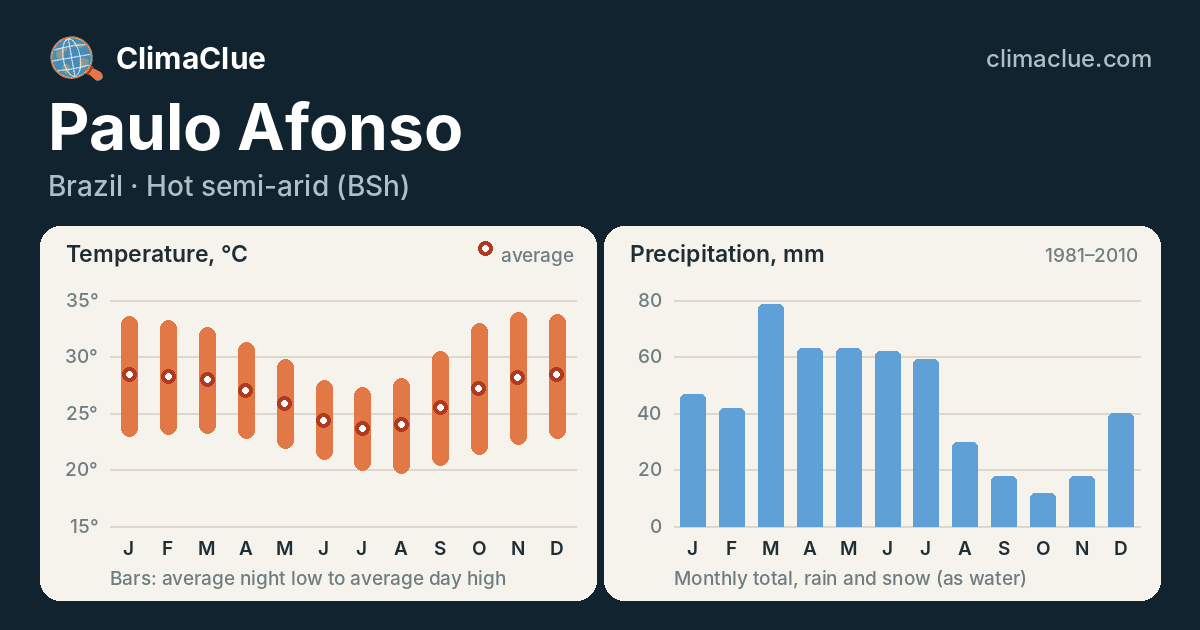 ClimaClue
climaclue.com
Paulo Afonso
Brazil · Hot semi-arid (BSh)
Temperature, °C
average
35°
30°
25°
20°
15°
J F M A M J J A S O N D
Bars: average night low to average day high
Precipitation, mm
1981–2010
80
60
40
20
0
J F M A M J J A S O N D
Monthly total, rain and snow (as water)